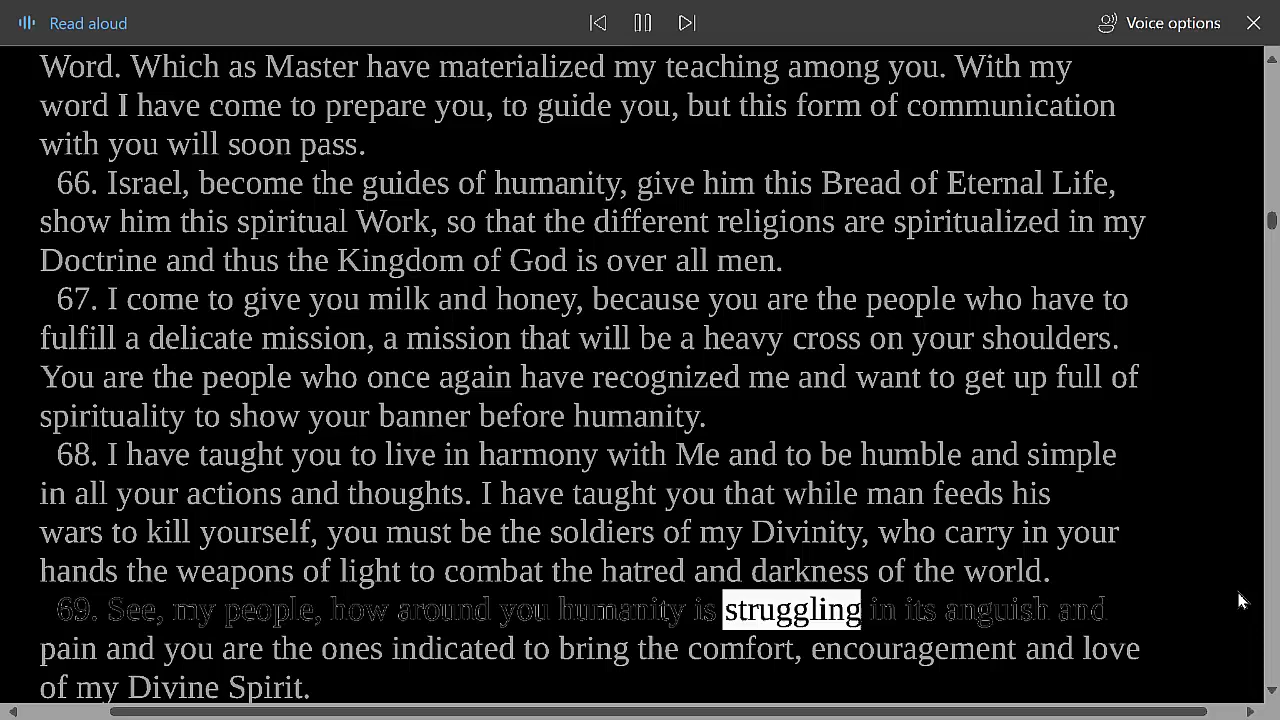 Read aloud
Voice options
Word. Which as Master have materialized my teaching among you. With my
word I have come to prepare you, to guide you, but this form of communication
with you will soon pass.
66. Israel, become the guides of humanity, give him this Bread of Eternal Life,
show him this spiritual Work, so that the different religions are spiritualized in my
Doctrine and thus the Kingdom of God is over all men.
67. I come to give you milk and honey, because you are the people who have to
fulfill a delicate mission, a mission that will be a heavy cross on your shoulders.
You are the people who once again have recognized me and want to get up full of
spirituality to show your banner before humanity.
68. I have taught you to live in harmony with Me and to be humble and simple
in all your actions and thoughts. I have taught you that while man feeds his
wars to kill yourself, you must be the soldiers of my Divinity, who carry in your
hands the weapons of light to combat the hatred and darkness of the world.
69. See, my people, how around you humanity is struggling in its anguish and
pain and you are the ones indicated to bring the comfort, encouragement and love
of my Divine Spirit.